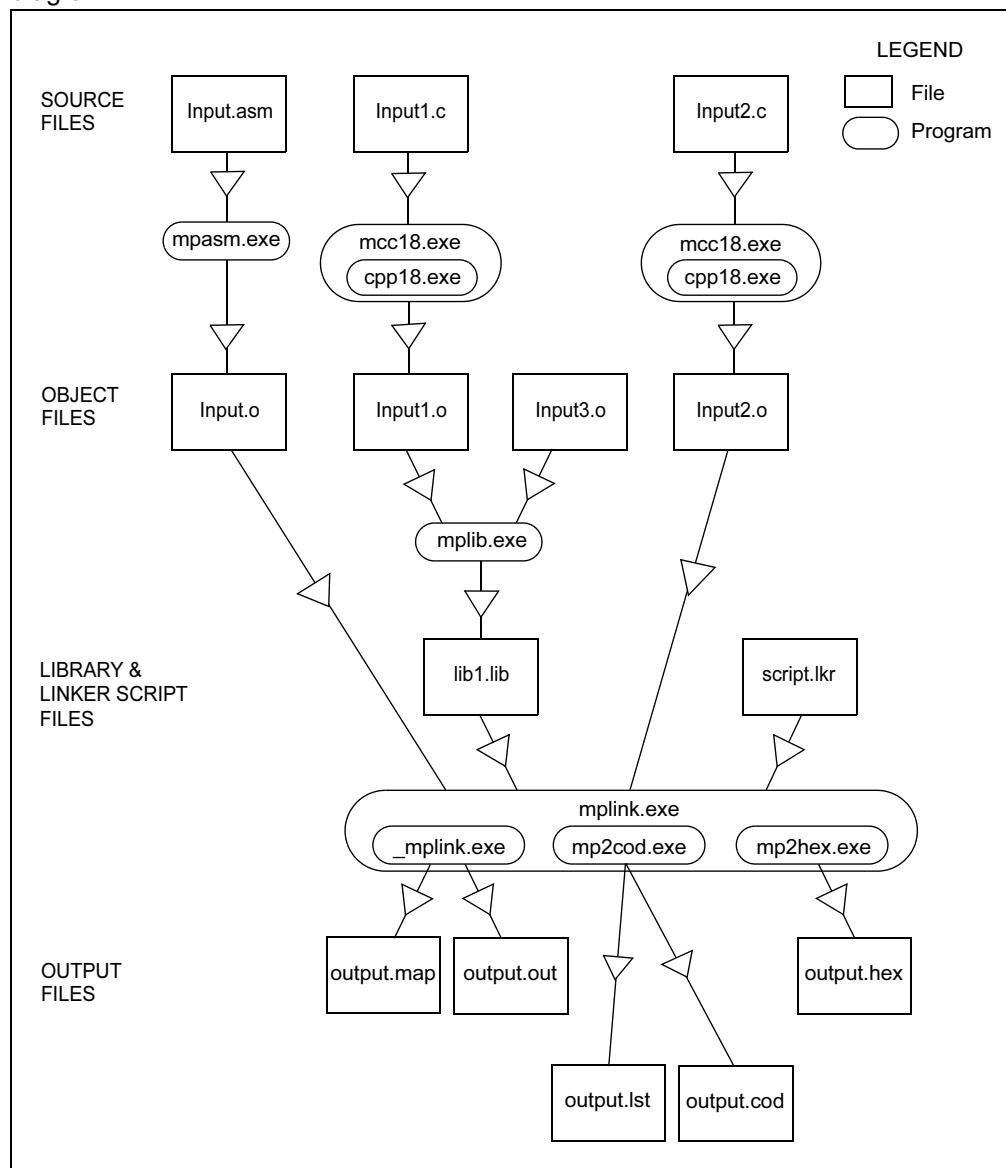 LEGEND
File
Program
SOURCE
FILES
Input.asm
Input1.c
Input2.c
mpasm.exe
mcc18.exe
cpp18.exe
mcc18.exe
cpp18.exe
OBJECT
FILES
Input.o
Input1.o
Input3.o
Input2.o
mplib.exe
LIBRARY &
LINKER SCRIPT
FILES
lib1.lib
script.lkr
mplink.exe
_mplink.exe
mp2cod.exe
mp2hex.exe
OUTPUT
FILES
output.map
output.out
output.hex
output.lst
output.cod